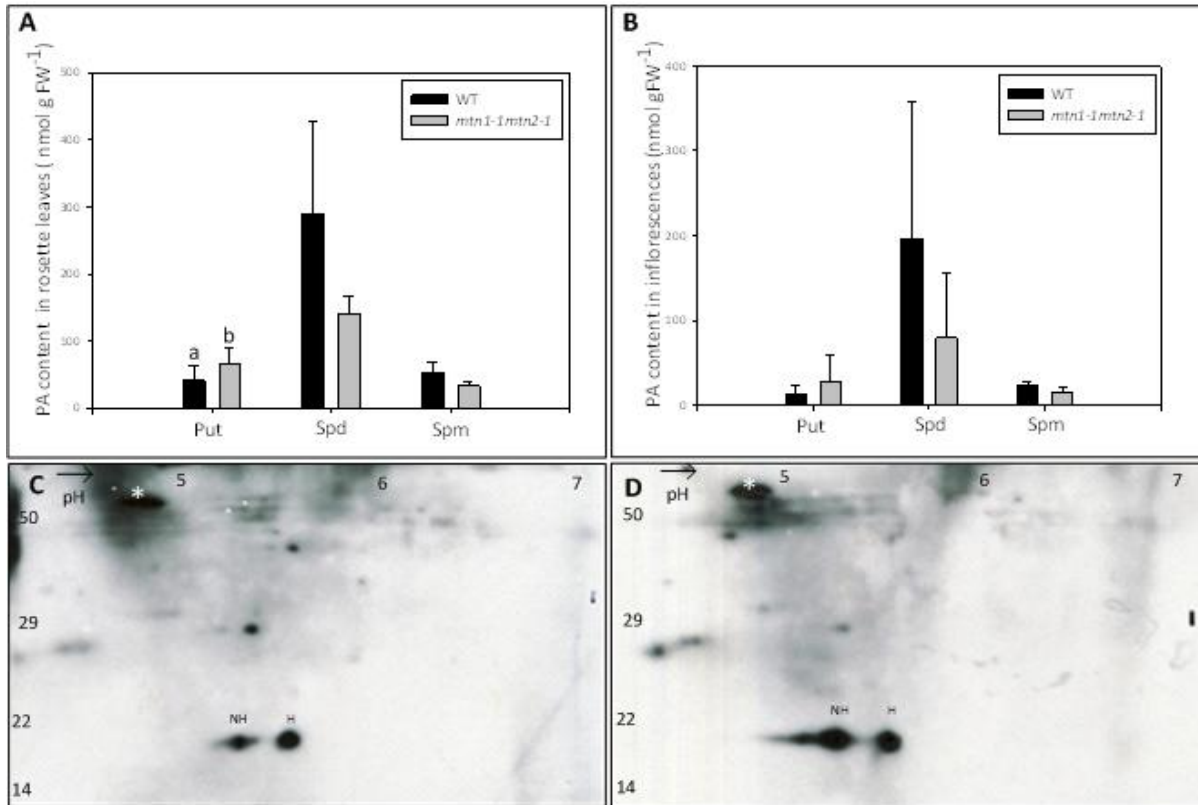 A
PA content in rosette leaves ( nmol g FW⁻¹)
500
400
300
200
100
0
WT
mtn1-1mtn2-1
a
b
Put
Spd
Spm
B
PA content in inflorescences (nmol gFW⁻¹)
400
300
200
100
0
WT
mtn1-1mtn2-1
Put
Spd
Spm
C
pH
5
6
7
*
50
29
22
14
NH
H
D
pH
5
6
7
*
50
29
22
14
NH
H